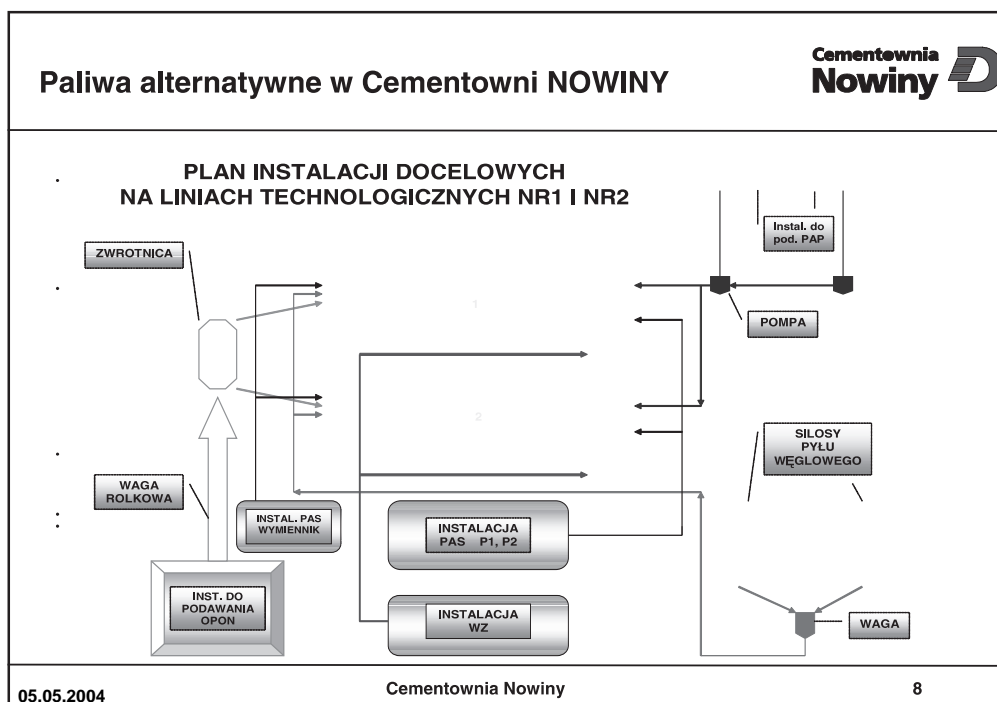 Paliwa alternatywne w Cementowni NOWINY
Cementownia
Nowiny
PLAN INSTALACJI DOCELOWYCH
NA LINIACH TECHNOLOGICZNYCH NR1 I NR2
Instal. do
pod. PAP
ZWROTNICA
1
POMPA
2
SILOSY
PYŁU
WĘGLOWEGO
WAGA
ROLKOWA
INSTAL. PAS
WYMIENNIK
INSTALACJA
PAS P1, P2
INST. DO
PODAWANIA
OPON
INSTALACJA
WZ
WAGA
05.05.2004
Cementownia Nowiny
8